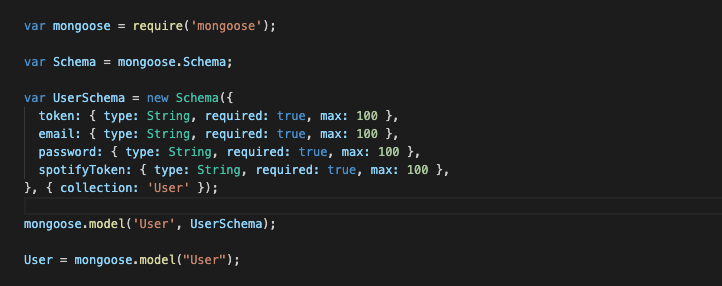 var mongoose = require('mongoose');
var Schema = mongoose.Schema;
var UserSchema = new Schema({
  token: { type: String, required: true, max: 100 },
  email: { type: String, required: true, max: 100 },
  password: { type: String, required: true, max: 100 },
  spotifyToken: { type: String, required: true, max: 100 },
}, { collection: 'User' });
mongoose.model('User', UserSchema);
User = mongoose.model("User");